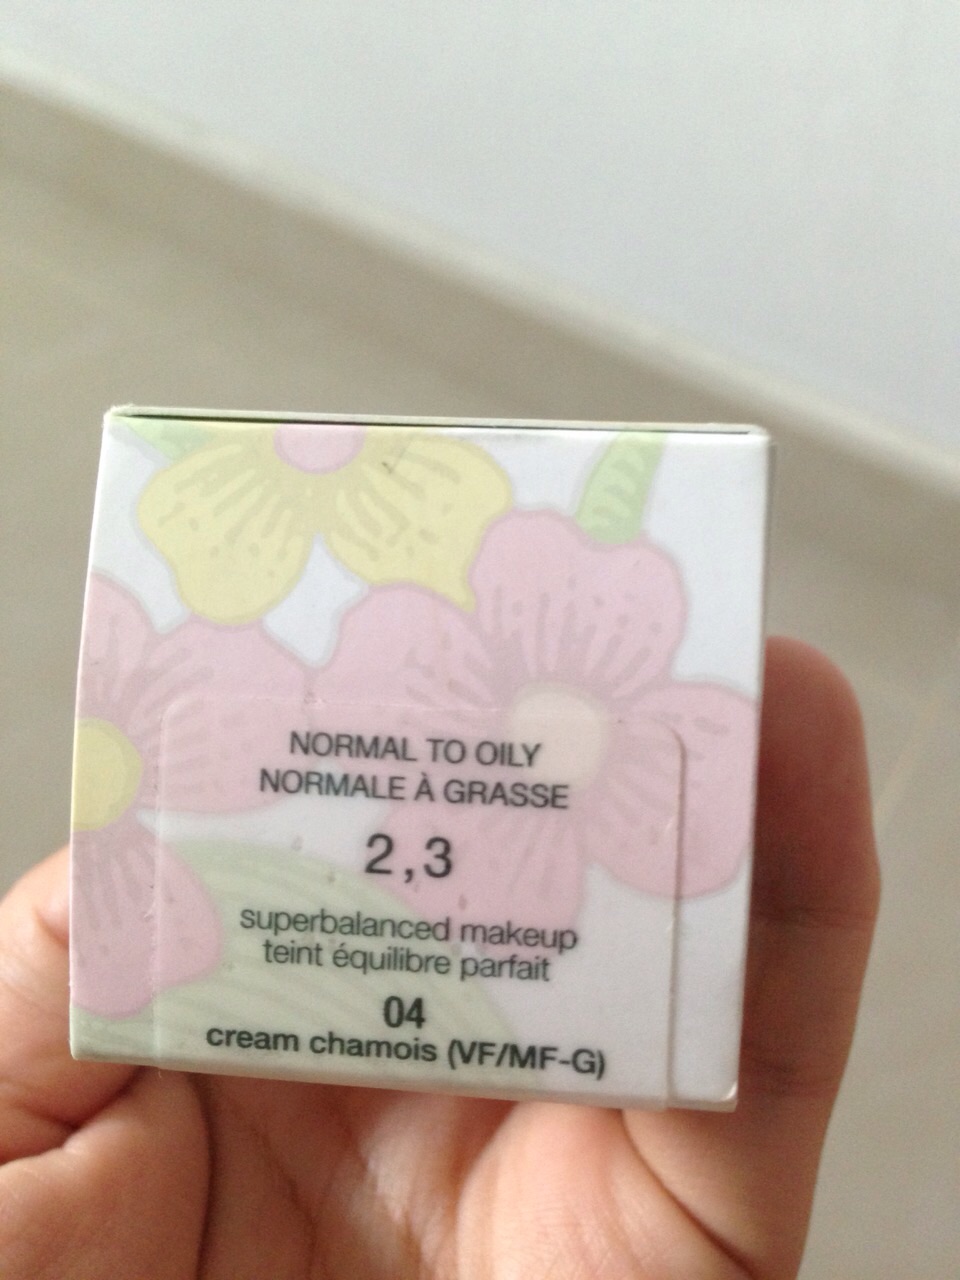 NORMAL TO OILY
NORMALE À GRASSE
2,3
superbalanced makeup
teint équilibre parfait
04
cream chamois (VF/MF-G)